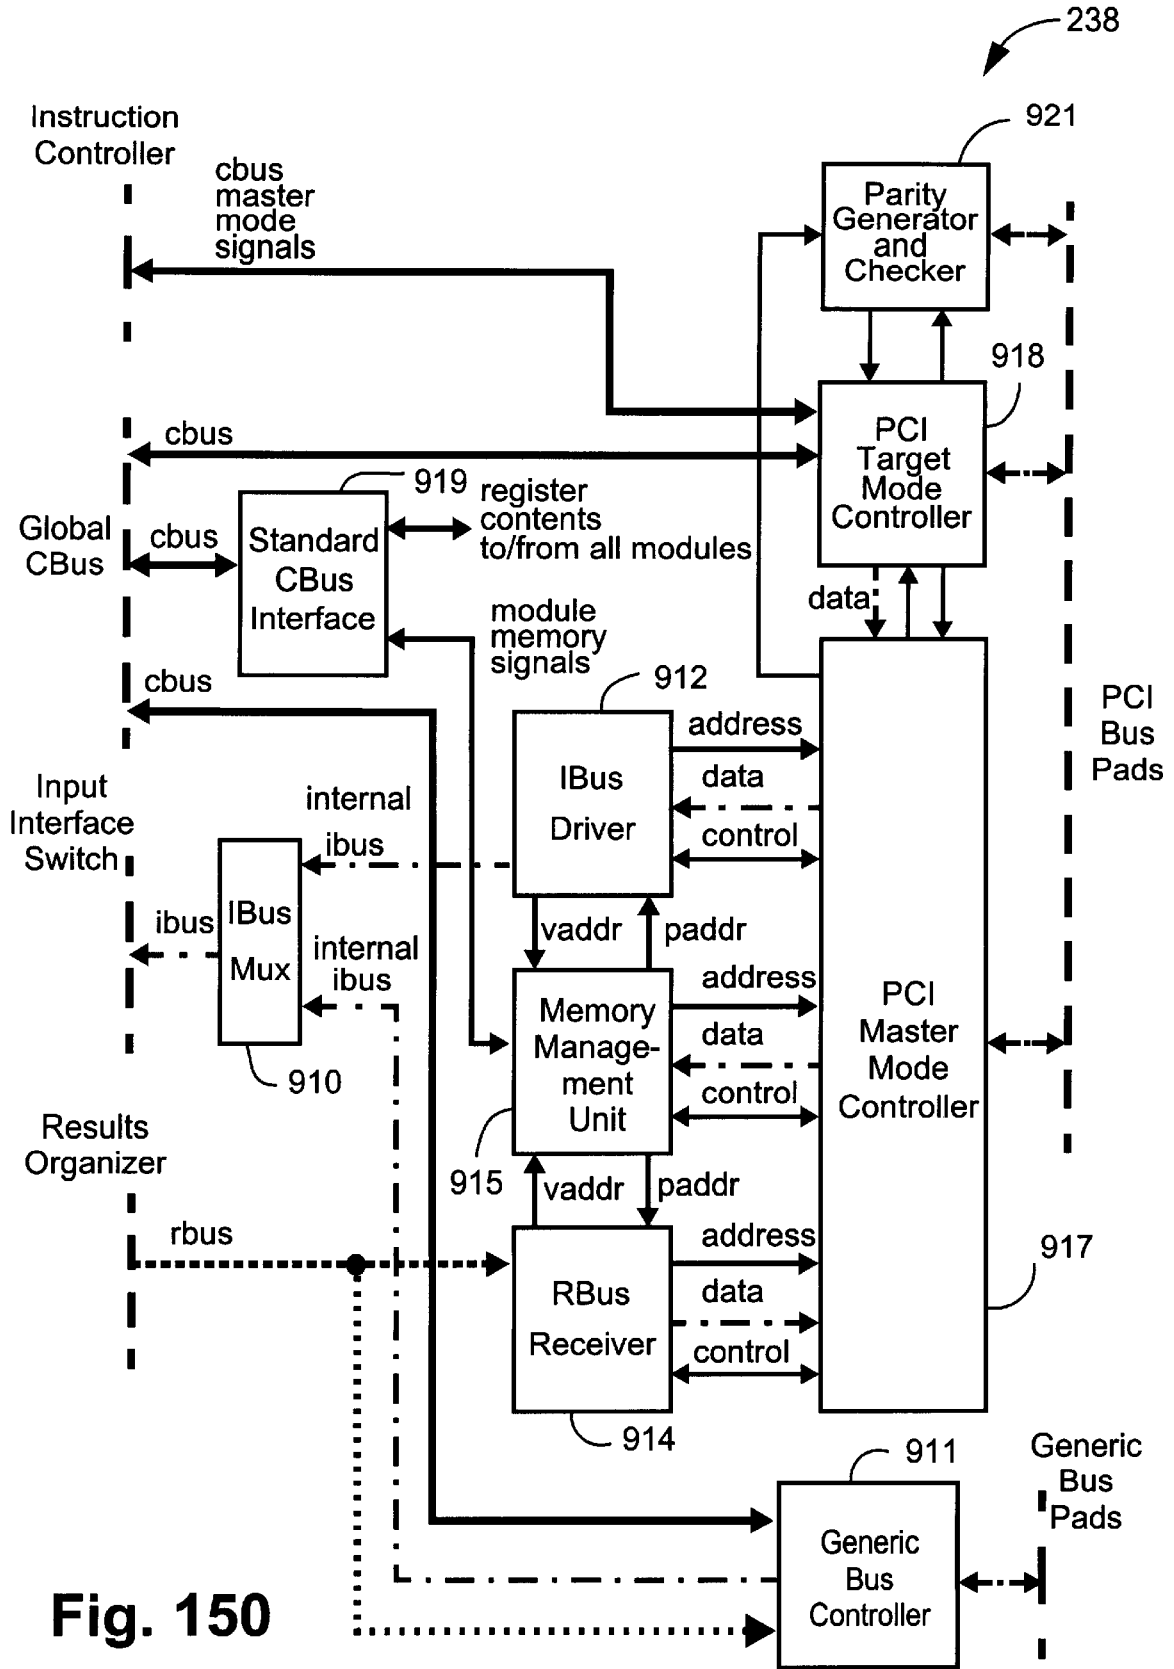 238
Instruction
Controller
921
cbus
master
mode
signals
Parity
Generator
and
Checker
918
cbus
PCI
Target
Mode
Controller
919
register
contents
to/from all modules
Global
CBus
cbus
Standard
CBus
Interface
data
module
memory
signals
cbus
912
PCI
Bus
Pads
address
data
control
IBus
Driver
Input
Interface
Switch
internal
ibus
ibus
IBus
Mux
internal
ibus
vaddr
paddr
address
data
control
Memory
Manage-
ment
Unit
PCI
Master
Mode
Controller
910
Results
Organizer
915
vaddr
paddr
rbus
address
data
control
RBus
Receiver
917
914
911
Generic
Bus
Pads
Generic
Bus
Controller
Fig. 150